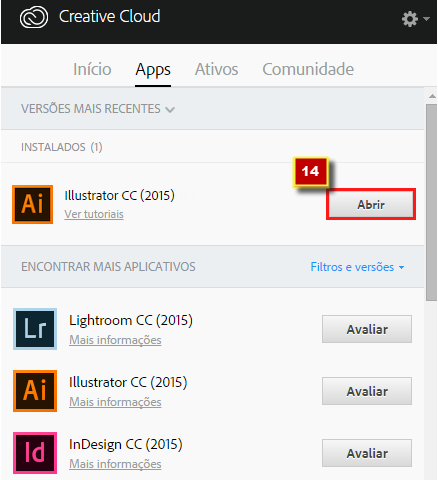 Creative Cloud
Início Apps Ativos Comunidade
VERSÕES MAIS RECENTES
INSTALADOS (1)
14
Ai Illustrator CC (2015) Abrir
Ver tutoriais
ENCONTRAR MAIS APLICATIVOS Filtros e versões
Lr Lightroom CC (2015) Avaliar
Mais informações
Ai Illustrator CC (2015) Avaliar
Mais informações
Id InDesign CC (2015) Avaliar
Mais informações